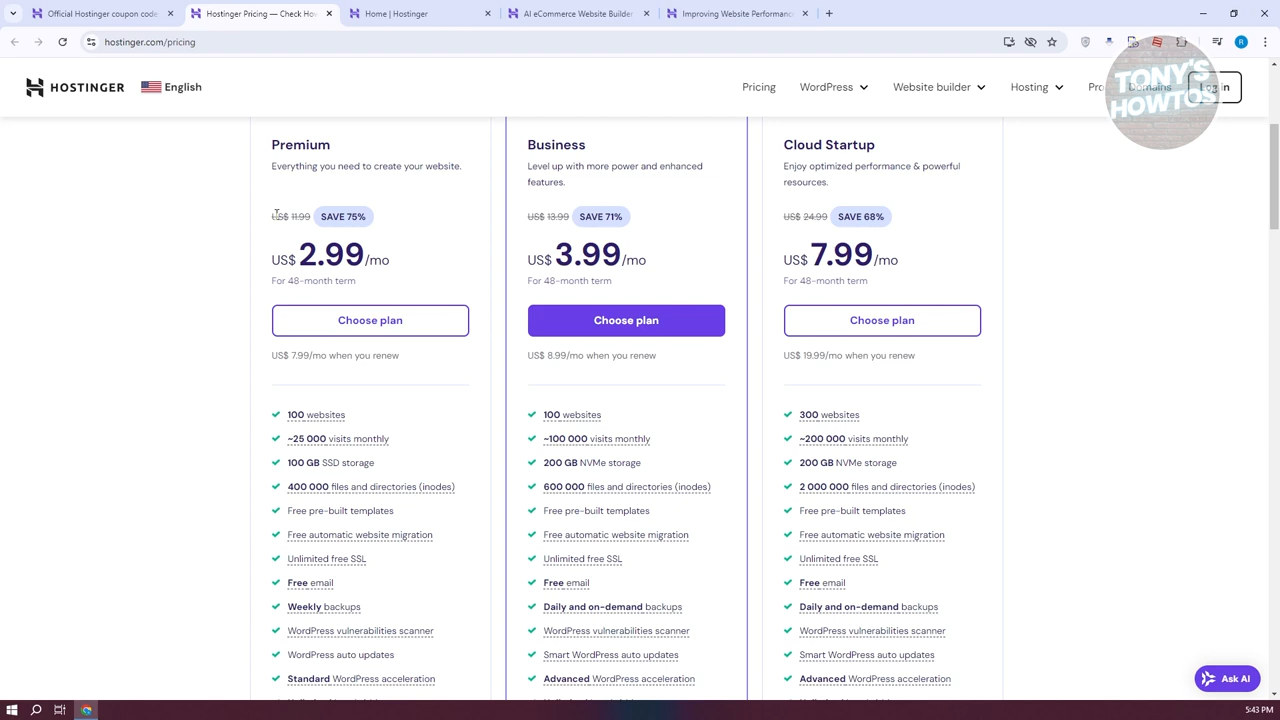 Official Hostinger coupon code
Hostinger Pricing — Check Ho
Home | Hostinger
AI eCommerce Website Builder
Improving Website Performanc
hostinger.com/pricing
R
HOSTINGER
English
Pricing
WordPress
Website builder
Hosting
Domains
TONY'S
HOWTOS
Premium
Everything you need to create your website.
US$ 11.99 SAVE 75%
US$ 2.99/mo
For 48-month term
Choose plan
US$ 7.99/mo when you renew
100 websites
~25 000 visits monthly
100 GB SSD storage
400 000 files and directories (inodes)
Free pre-built templates
Free automatic website migration
Unlimited free SSL
Free email
Weekly backups
WordPress vulnerabilities scanner
WordPress auto updates
Standard WordPress acceleration
Business
Level up with more power and enhanced
features.
US$ 13.99 SAVE 71%
US$ 3.99/mo
For 48-month term
Choose plan
US$ 8.99/mo when you renew
100 websites
~100 000 visits monthly
200 GB NVMe storage
600 000 files and directories (inodes)
Free pre-built templates
Free automatic website migration
Unlimited free SSL
Free email
Daily and on-demand backups
WordPress vulnerabilities scanner
Smart WordPress auto updates
Advanced WordPress acceleration
Cloud Startup
Enjoy optimized performance & powerful
resources.
US$ 24.99 SAVE 68%
US$ 7.99/mo
For 48-month term
Choose plan
US$ 19.99/mo when you renew
300 websites
~200 000 visits monthly
200 GB NVMe storage
2 000 000 files and directories (inodes)
Free pre-built templates
Free automatic website migration
Unlimited free SSL
Free email
Daily and on-demand backups
WordPress vulnerabilities scanner
Smart WordPress auto updates
Advanced WordPress acceleration
Ask AI
5:43 PM